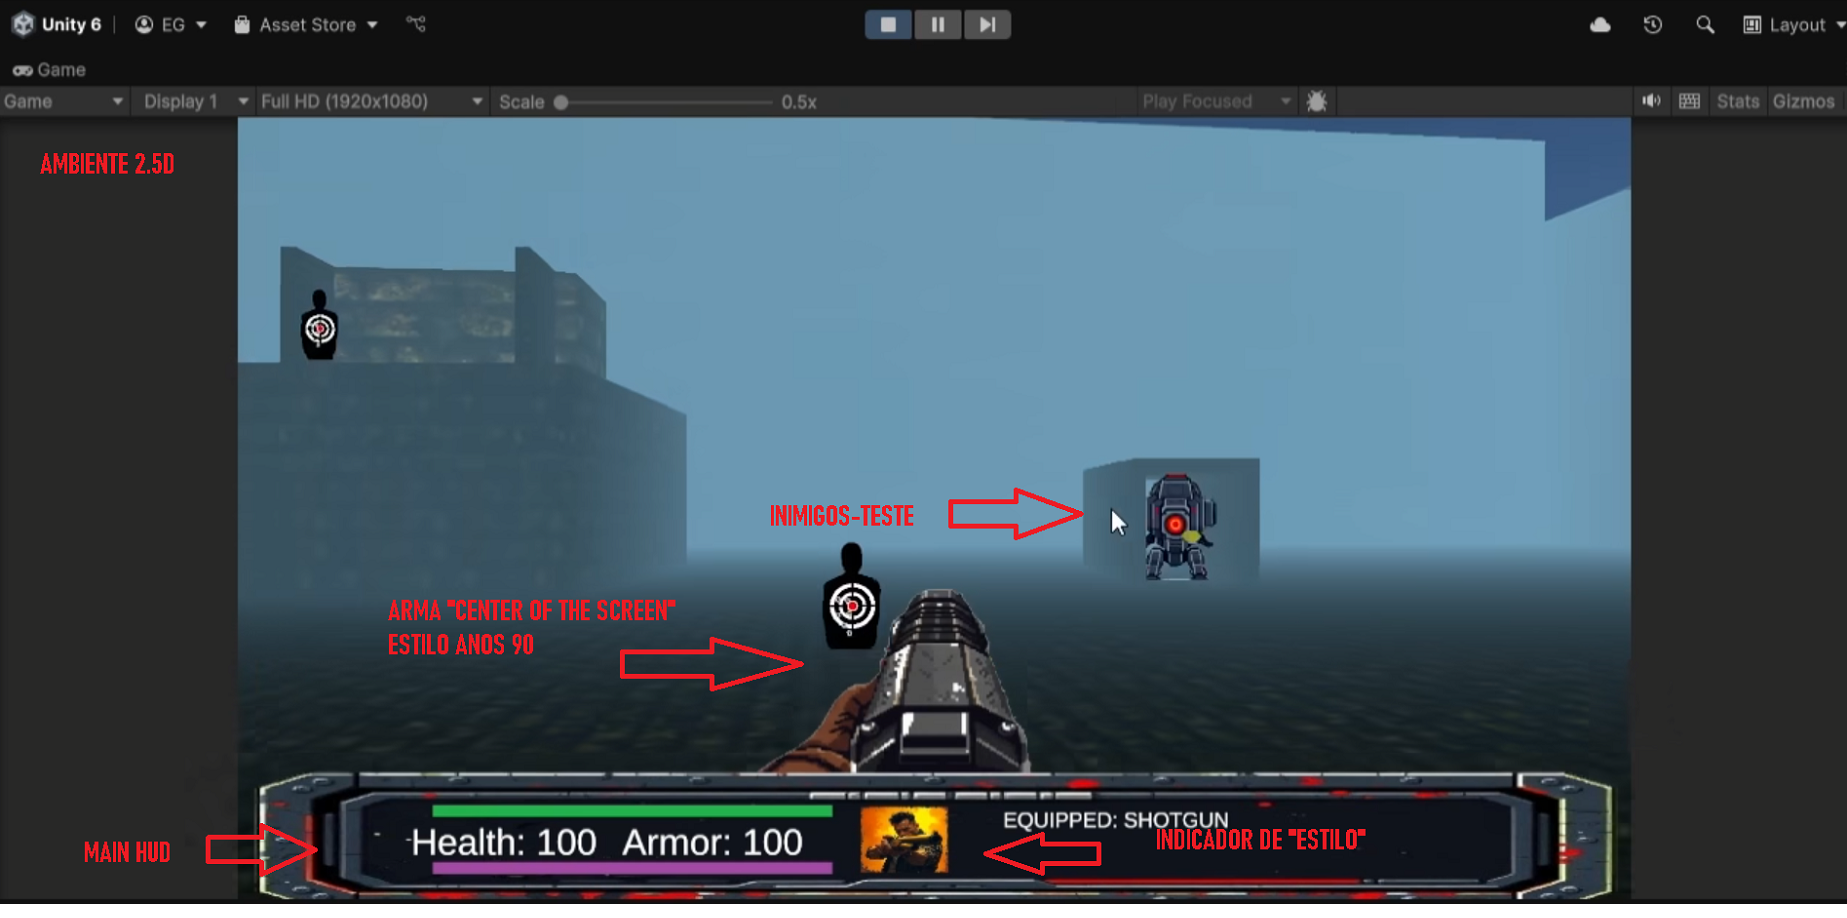 Unity 6
EG
Asset Store
Layout
Game
Game
Display 1
Full HD (1920x1080)
Scale
0.5x
Play Focused
Stats
Gizmos
AMBIENTE 2.5D
INIMIGOS-TESTE
ARMA "CENTER OF THE SCREEN"
ESTILO ANOS 90
MAIN HUD
Health: 100
Armor: 100
EQUIPPED: SHOTGUN
INDICADOR DE "ESTILO"